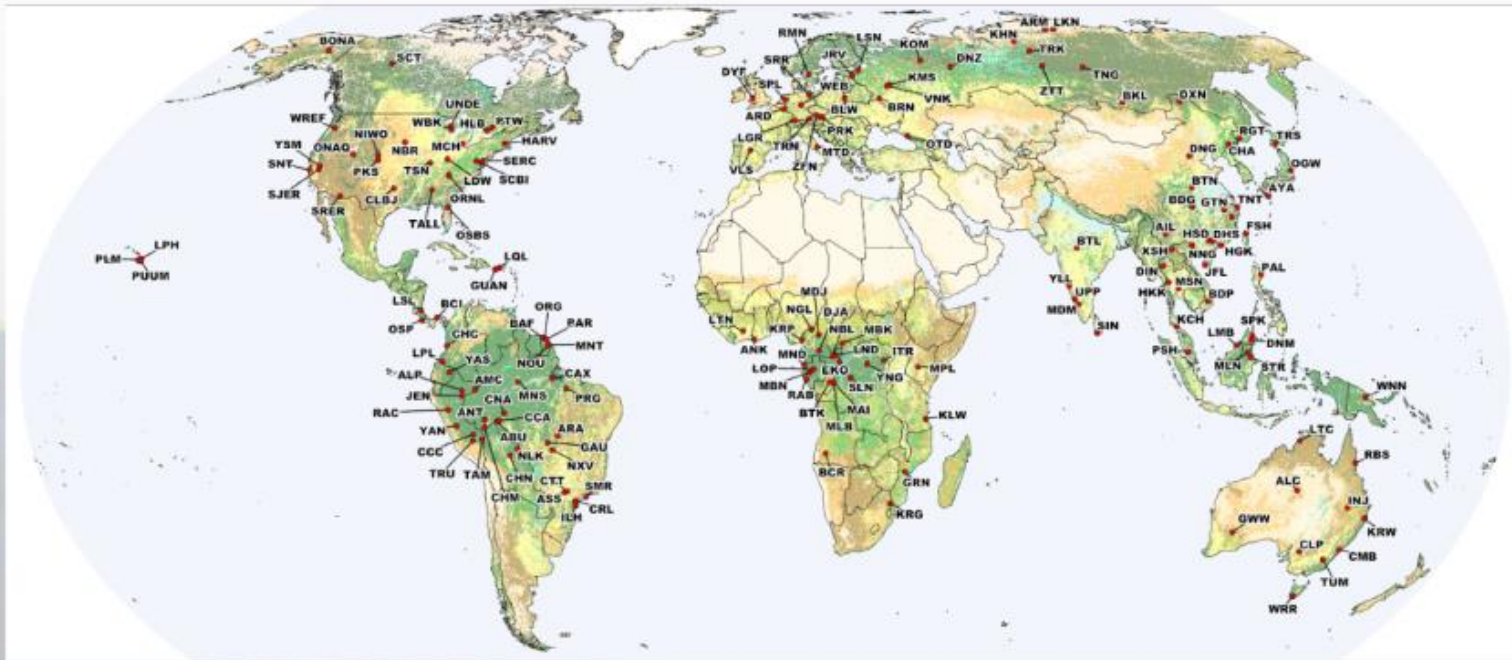 BONA
SCT
UNDE
WBK
HLB
PTW
WREF
NIWO
YSM
ONAQ
NBR
MCH
HARV
SNT
PKS
TSN
SERC
LDW
SCBI
SJER
SRER
CLBJ
ORNL
TALL
OSBS
LPH
PLM
PUUM
LQL
GUAN
LSL
BCI
ORG
OSP
CHC
BAF
PAR
MNT
LPL
YAS
NOU
ALP
AMC
CAX
JEN
CNA
MNS
PRG
RAC
ANT
CCA
YAN
ABU
ARA
CCC
GAU
TRU
TAM
NLK
NXV
CHN
CTT
SMR
CHM
ASS
CRL
ILH
RMN
LSN
SRR
JRV
KOM
DYF
SPL
WEB
KMS
DNZ
ARD
BLW
VNK
BRN
LGR
PRK
TRN
MTD
OTD
VLS
ZFN
ARM LKN
KHN
TRK
ZTT
TNG
BKL
DXN
RGT
TRS
DNG
CHA
OGW
BTN
AYA
BDG
GTN
TNT
AIL
HSD
DHS
FSH
BTL
KSH
NNG
HGK
DIN
JFL
PAL
YLL
UPP
HKK
MSN
BDP
MDM
SIN
KCH
SPK
LMB
DNM
PSH
MLN
STR
WNN
MDJ
NGL
DJA
LTN
KRP
NBL
MBK
ANK
MND
LND
ITR
LOP
EKO
MPL
MBN
YNG
RAB
SLN
BTK
MAI
KLW
MLB
BCR
GRN
KRG
LTC
RBS
ALC
INJ
GWW
KRW
CLP
CMB
TUM
WRR